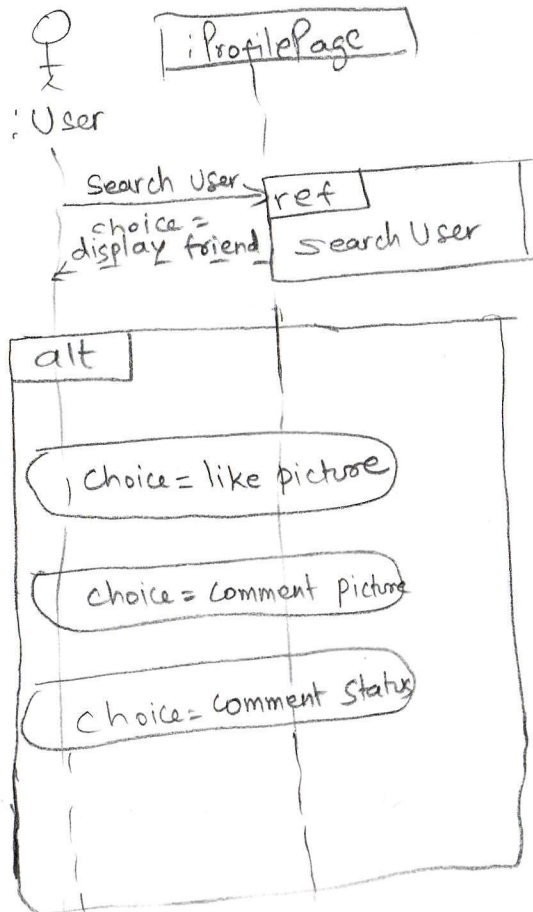 :ProfilePage
:User
Search User
ref
choice =
display friend
Search User
alt
Choice = like picture
choice = comment picture
choice = comment Status